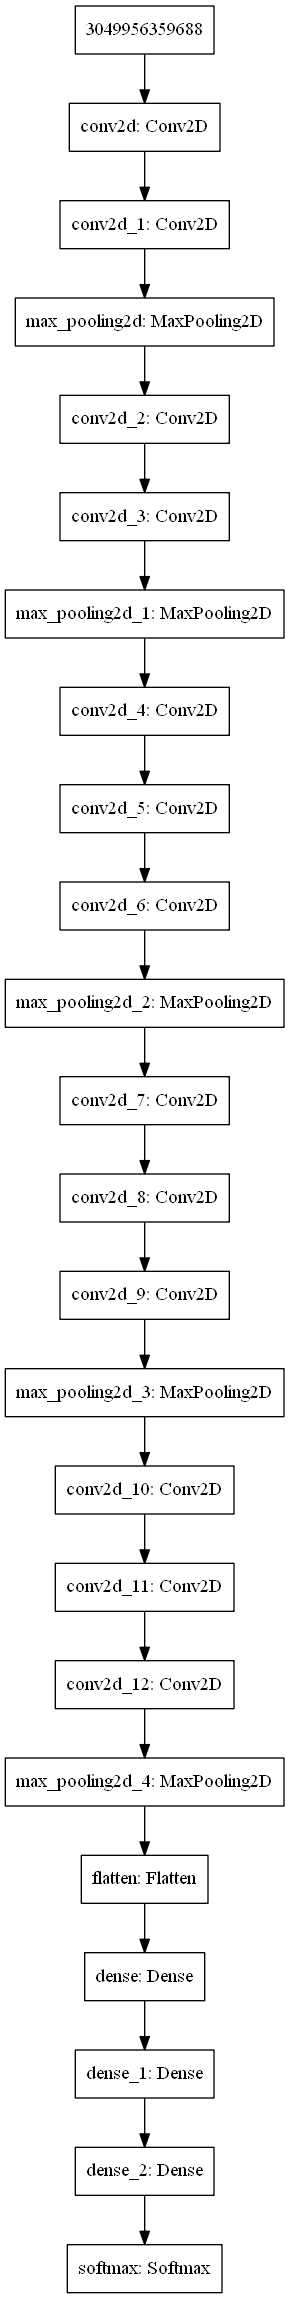 3049956359688
conv2d: Conv2D
conv2d_1: Conv2D
max_pooling2d: MaxPooling2D
conv2d_2: Conv2D
conv2d_3: Conv2D
max_pooling2d_1: MaxPooling2D
conv2d_4: Conv2D
conv2d_5: Conv2D
conv2d_6: Conv2D
max_pooling2d_2: MaxPooling2D
conv2d_7: Conv2D
conv2d_8: Conv2D
conv2d_9: Conv2D
max_pooling2d_3: MaxPooling2D
conv2d_10: Conv2D
conv2d_11: Conv2D
conv2d_12: Conv2D
max_pooling2d_4: MaxPooling2D
flatten: Flatten
dense: Dense
dense_1: Dense
dense_2: Dense
softmax: Softmax